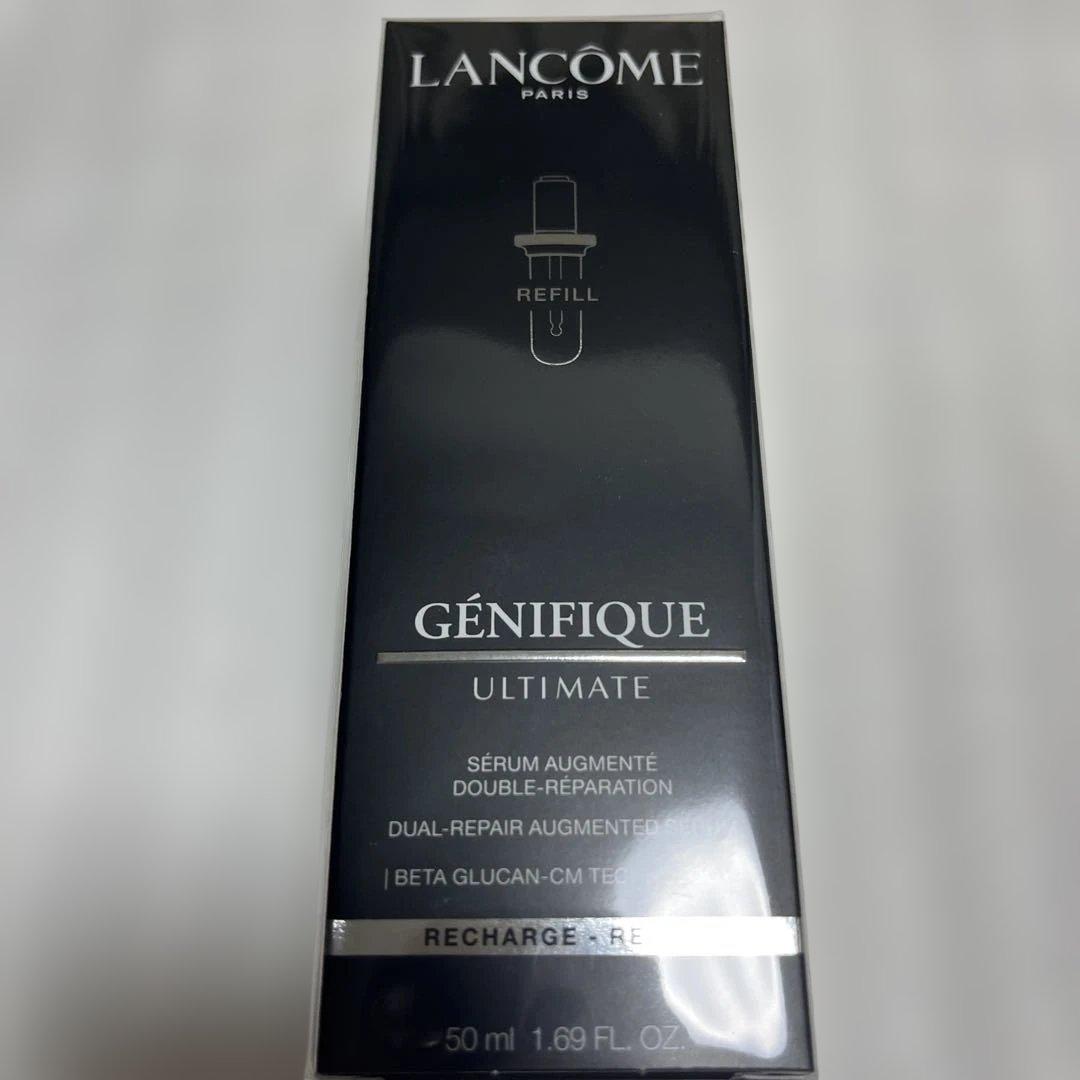 LANCÔME
PARIS
REFILL
GÉNIFIQUE
ULTIMATE
SÉRUM AUGMENTÉ
DOUBLE-RÉPARATION
DUAL-REPAIR AUGMENTED SERUM
| BETA GLUCAN-CM
RECHARGE -
50 ml 1.69 FL. OZ.